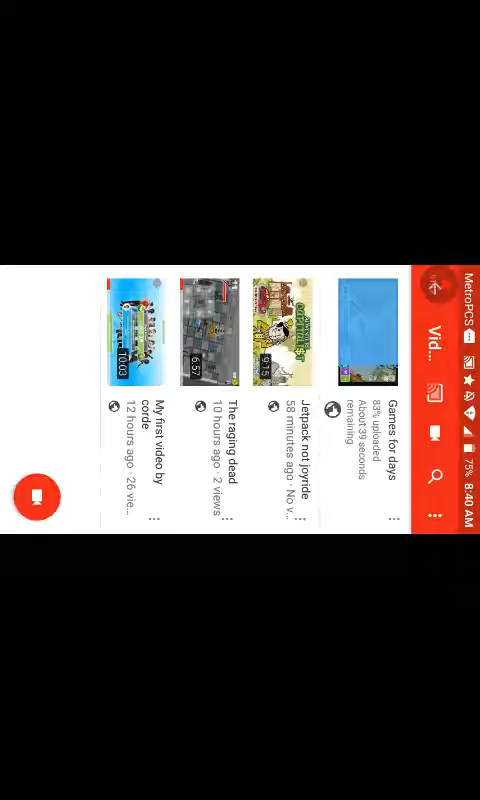 MetroPCS 75% 8:40 AM
Vid...
Games for days
83% uploaded
About 39 seconds
remaining
9:15
Jetpack not joyride
58 minutes ago · No v...
6:57
The raging dead
10 hours ago · 2 views
10:03
My first video by
corde
12 hours ago · 26 vie...